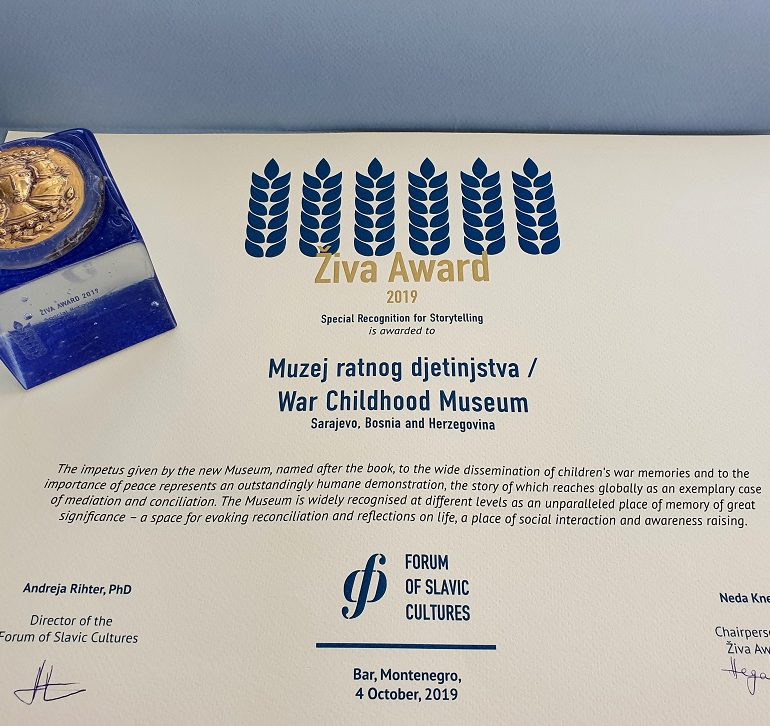 ŽIVA AWARD 2019
Živa Award
2019
Special Recognition for Storytelling
is awarded to
Muzej ratnog djetinjstva /
War Childhood Museum
Sarajevo, Bosnia and Herzegovina
The impetus given by the new Museum, named after the book, to the wide dissemination of children's war memories and to the
importance of peace represents an outstandingly humane demonstration, the story of which reaches globally as an exemplary case
of mediation and conciliation. The Museum is widely recognised at different levels as an unparalleled place of memory of great
significance – a space for evoking reconciliation and reflections on life, a place of social interaction and awareness raising.
FORUM
OF SLAVIC
CULTURES
Andreja Rihter, PhD
Director of the
Forum of Slavic Cultures
Neda Kne
Chairperso
Živa Aw
Bar, Montenegro,
4 October, 2019